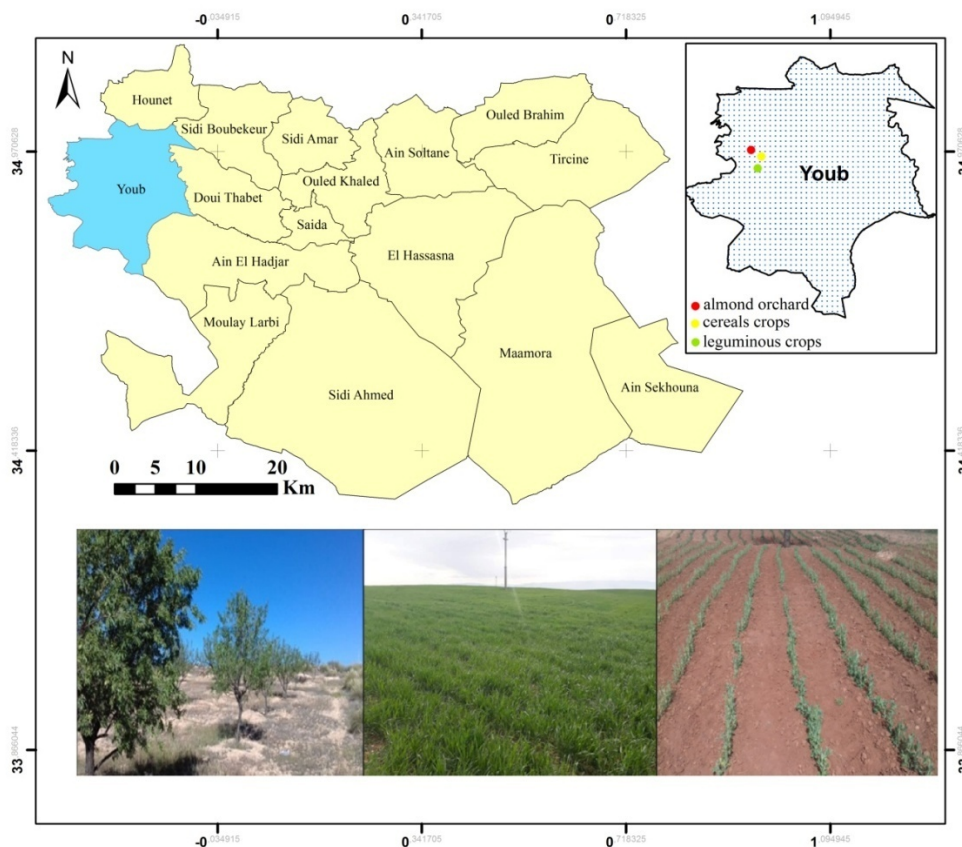 -0.034915 0.341705 0.718325 1.094945
N
Hounet
Ouled Brahim
Sidi Boubekeur
Sidi Amar
Ain Soltane
Tircine
34.970628
Youb
Doui Thabet
Ouled Khaled
Saida
Ain El Hadjar
El Hassasna
Moulay Larbi
Maamora
Sidi Ahmed
Ain Sekhouna
Youb
almond orchard
cereals crops
leguminous crops
34.418336
0 5 10 20
Km
33.866044
-0.034915 0.341705 0.718325 1.094945